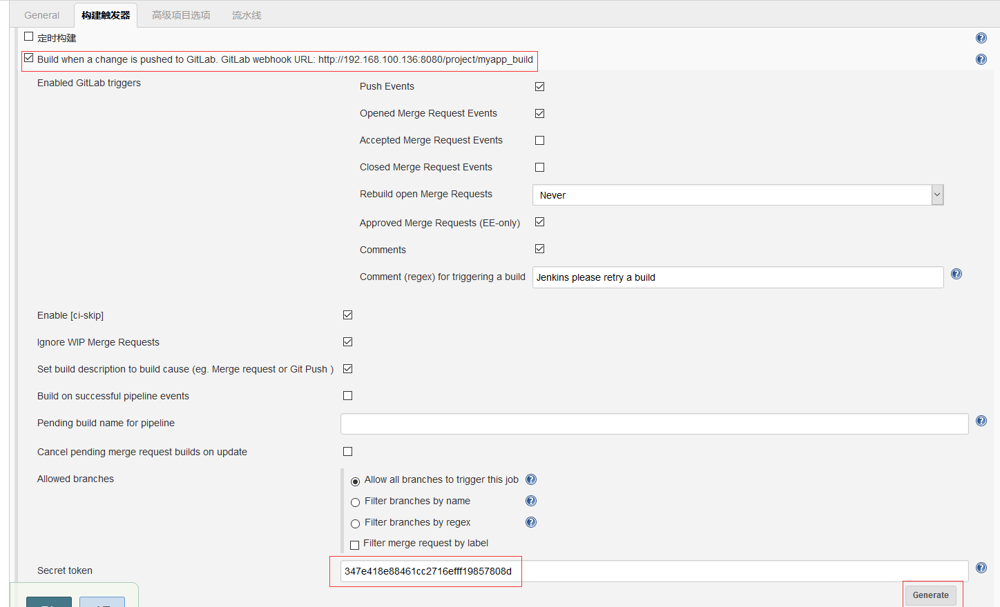 General 构建触发器 高级项目选项 流水线
定时构建
Build when a change is pushed to GitLab. GitLab webhook URL: http://192.168.100.136:8080/project/myapp_build
Enabled GitLab triggers
Push Events
Opened Merge Request Events
Accepted Merge Request Events
Closed Merge Request Events
Rebuild open Merge Requests Never
Approved Merge Requests (EE-only)
Comments
Comment (regex) for triggering a build Jenkins please retry a build
Enable [ci-skip]
Ignore WIP Merge Requests
Set build description to build cause (eg. Merge request or Git Push )
Build on successful pipeline events
Pending build name for pipeline
Cancel pending merge request builds on update
Allowed branches
Allow all branches to trigger this job
Filter branches by name
Filter branches by regex
Filter merge request by label
Secret token 347e418e88461cc2716efff19857808d
Generate